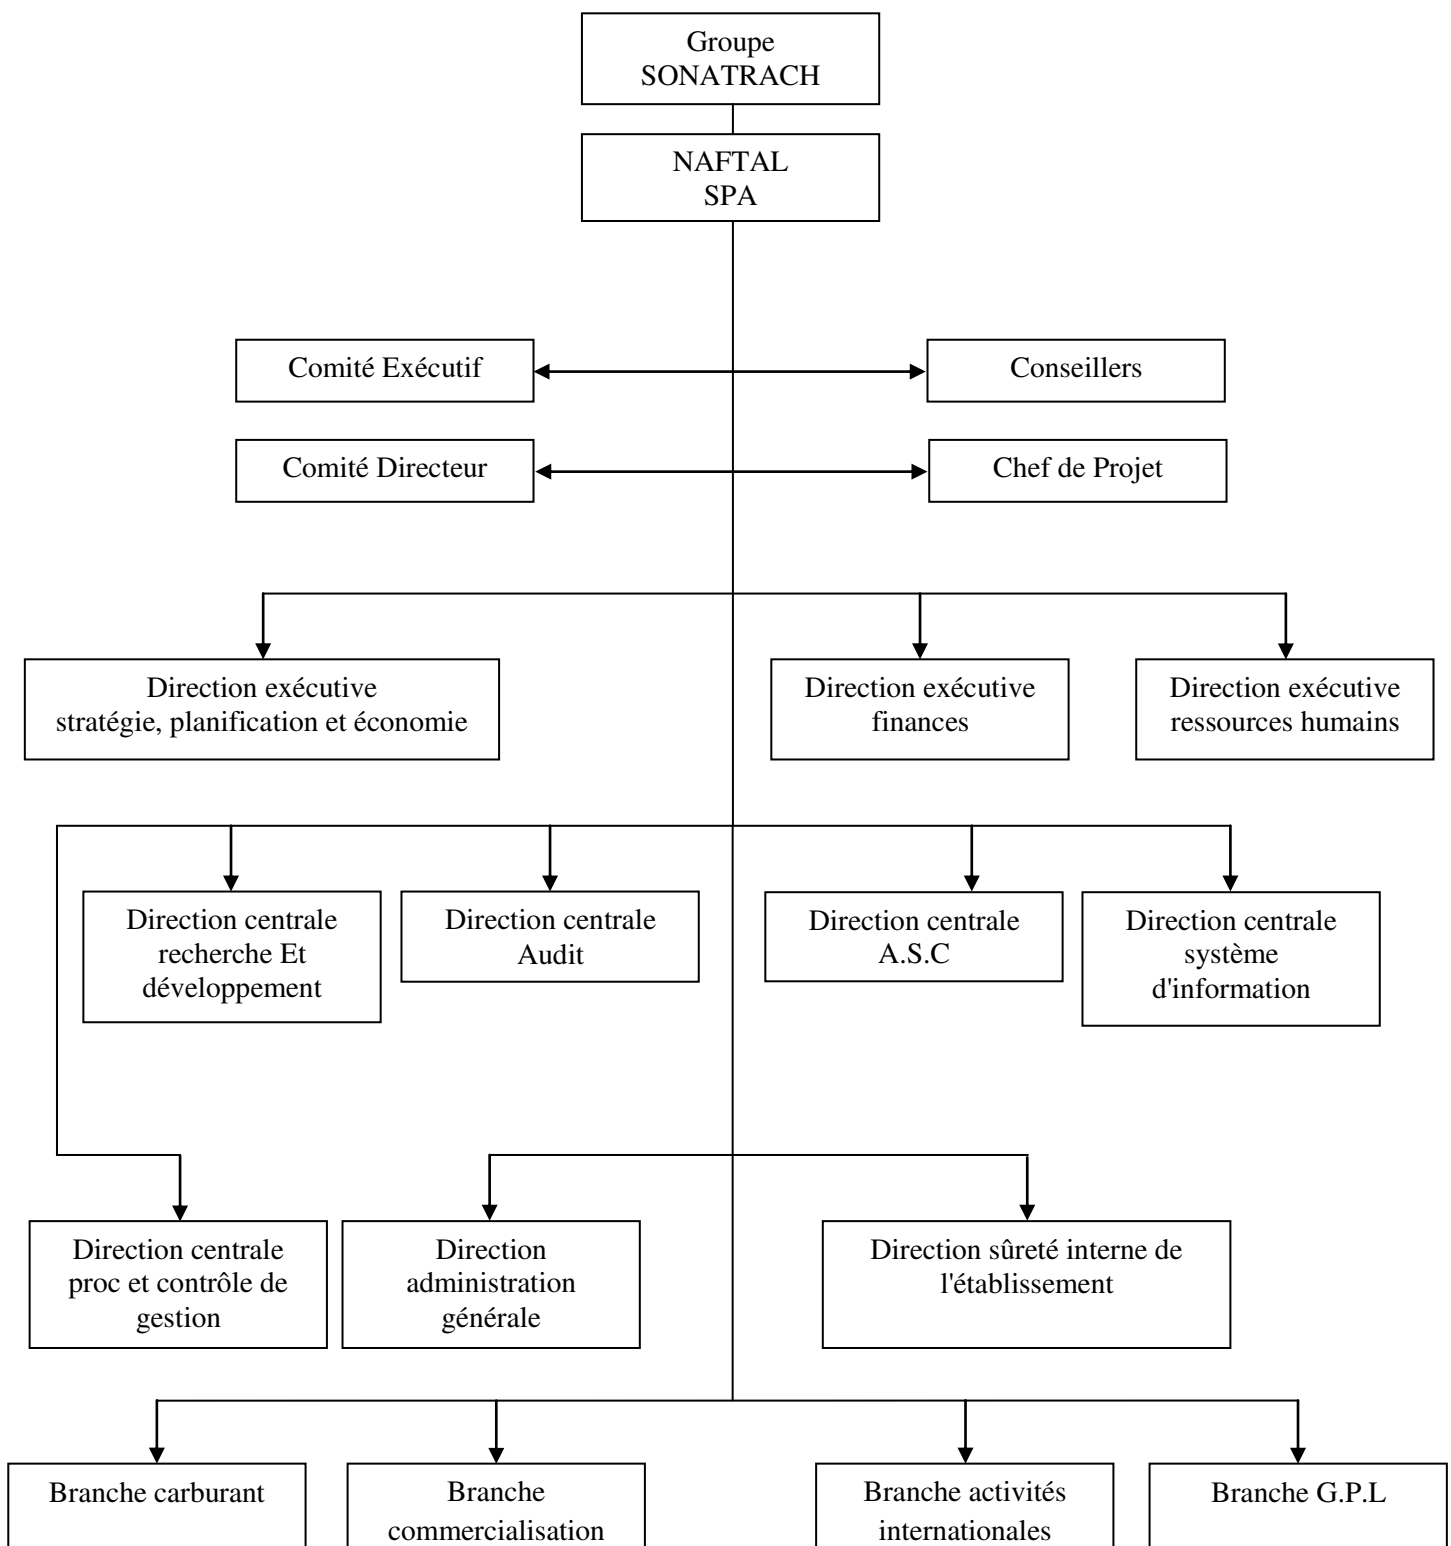 Groupe
SONATRACH
NAFTAL
SPA
Comité Exécutif
Conseillers
Comité Directeur
Chef de Projet
Direction exécutive
stratégie, planification et économie
Direction exécutive
finances
Direction exécutive
ressources humains
Direction centrale
recherche Et
développement
Direction centrale
Audit
Direction centrale
A.S.C
Direction centrale
système
d'information
Direction centrale
proc et contrôle de
gestion
Direction
administration
générale
Direction sûreté interne de
l'établissement
Branche carburant
Branche
commercialisation
Branche activités
internationales
Branche G.P.L